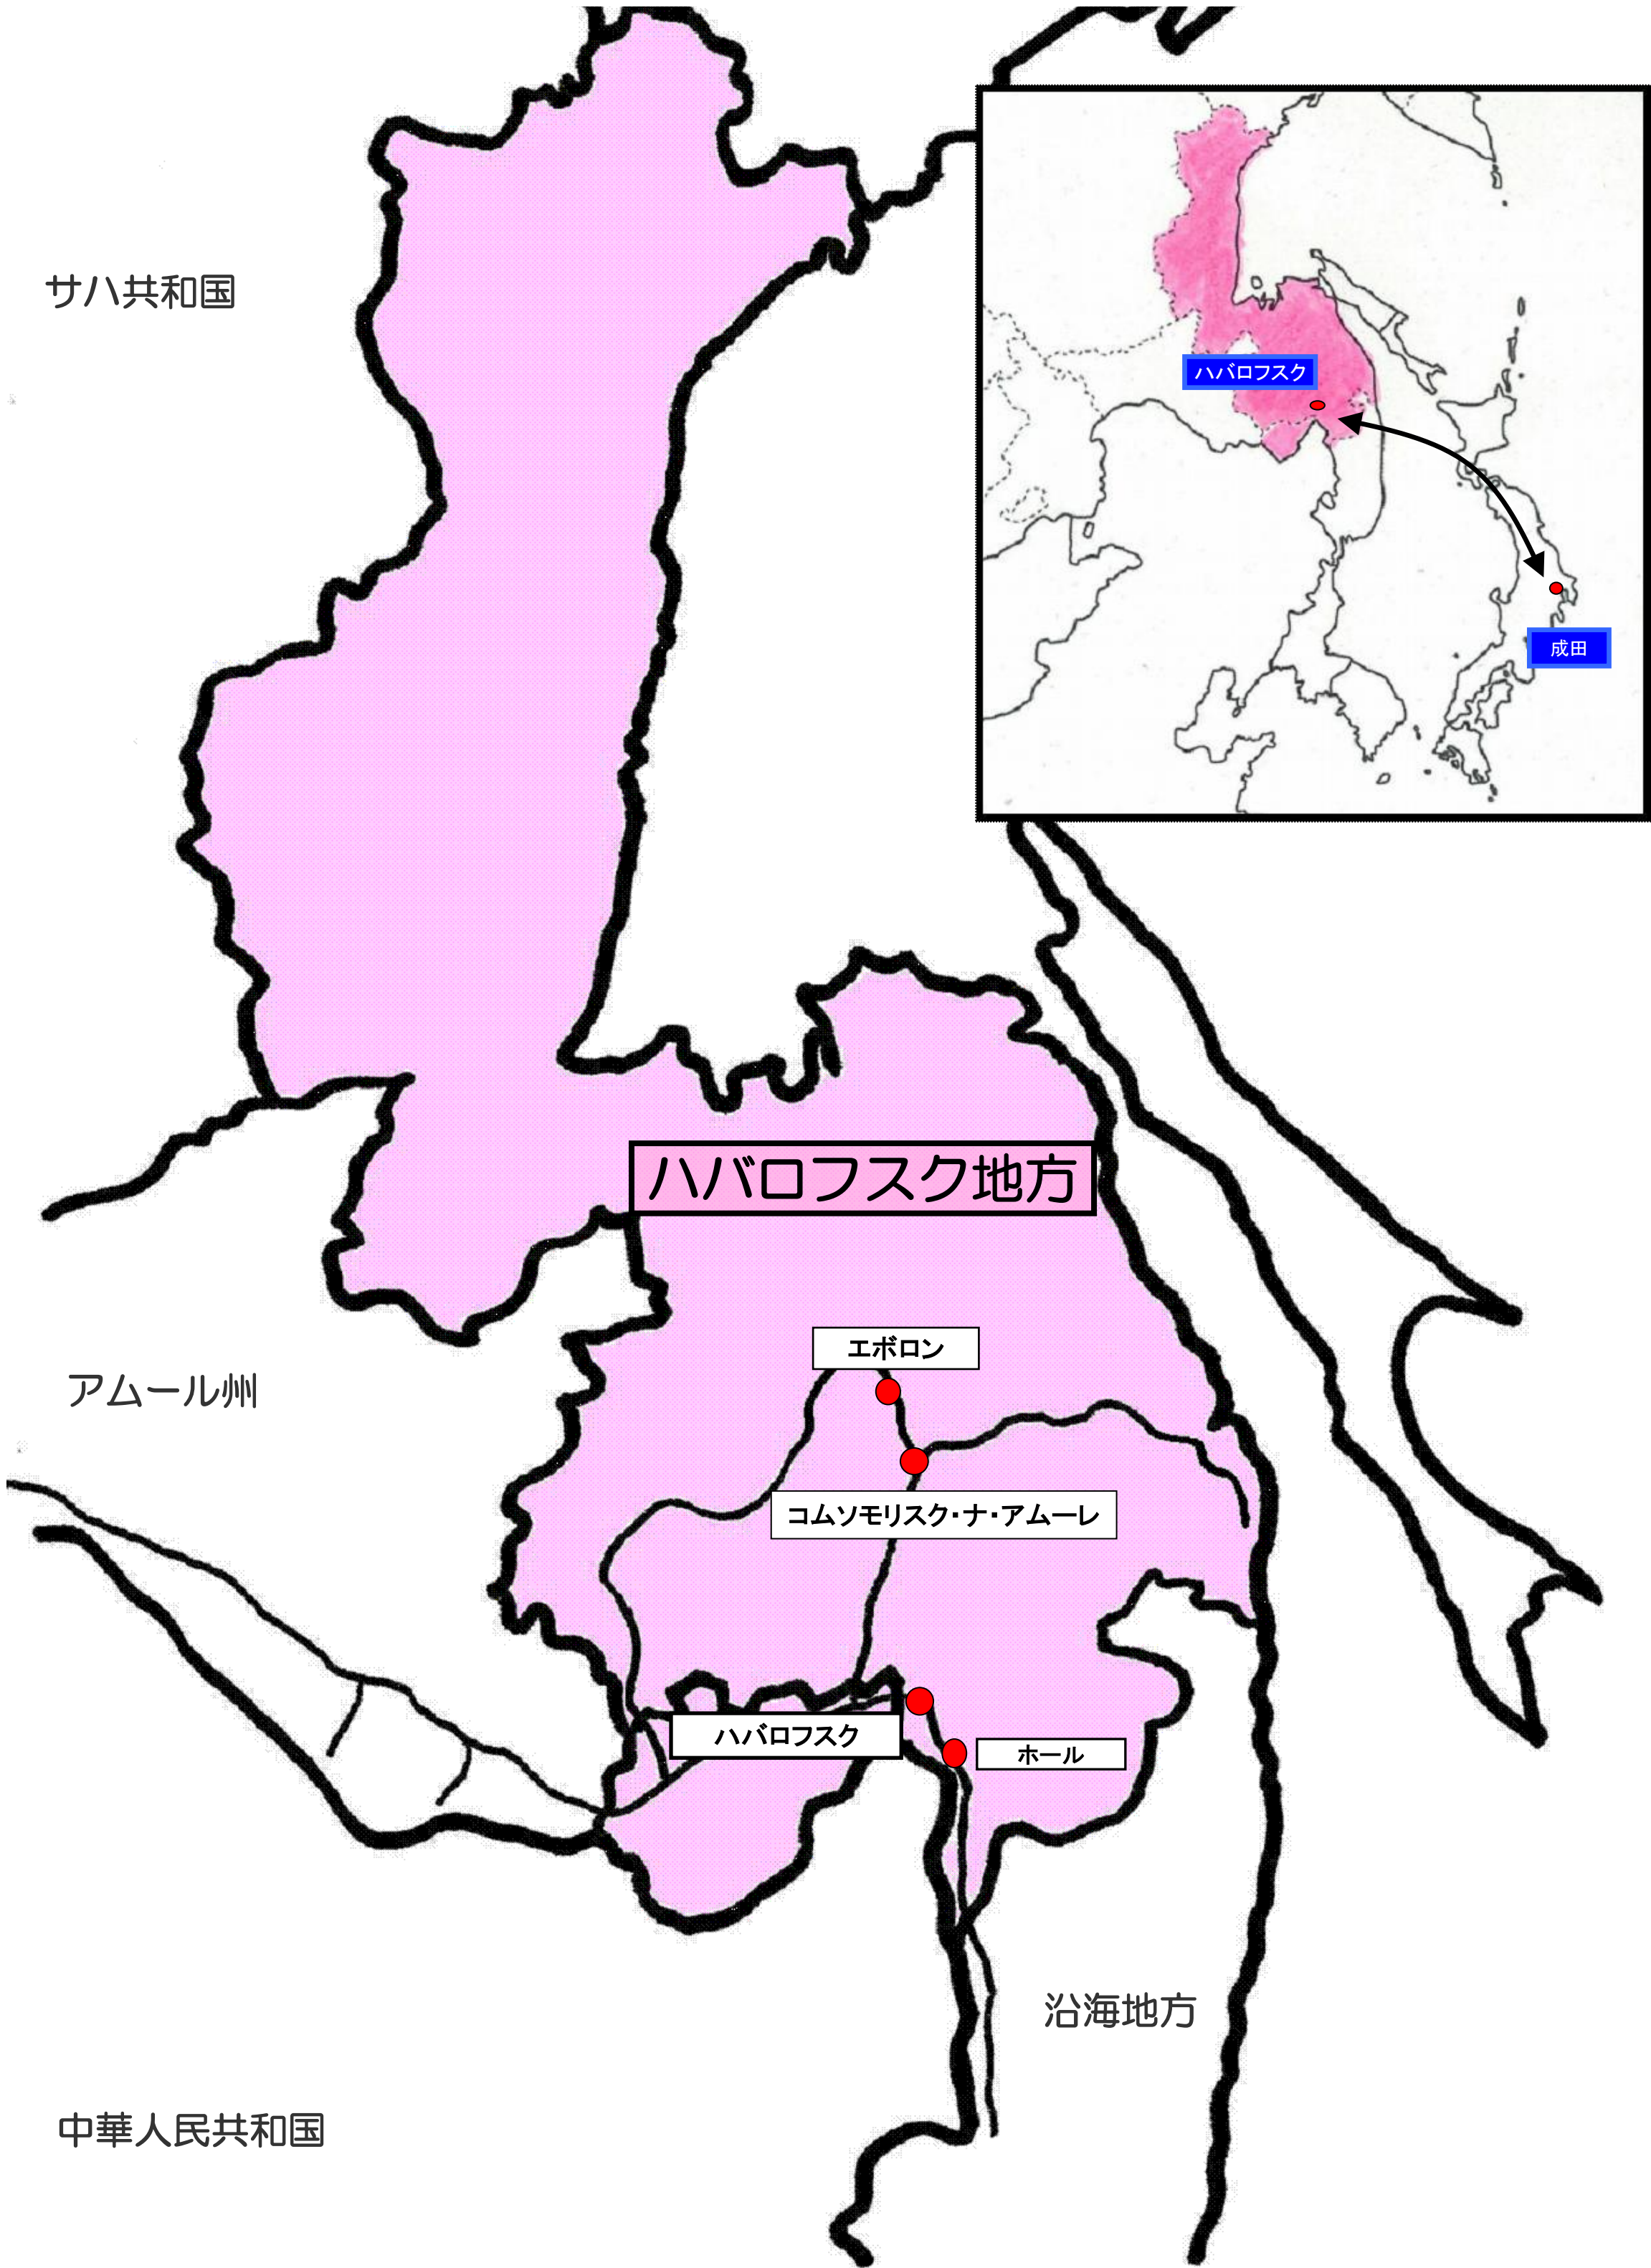 サハ共和国
ハバロフスク
成田
ハバロフスク地方
エボロン
アムール州
コムソモリスク・ナ・アムーレ
ハバロフスク
ホール
沿海地方
中華人民共和国